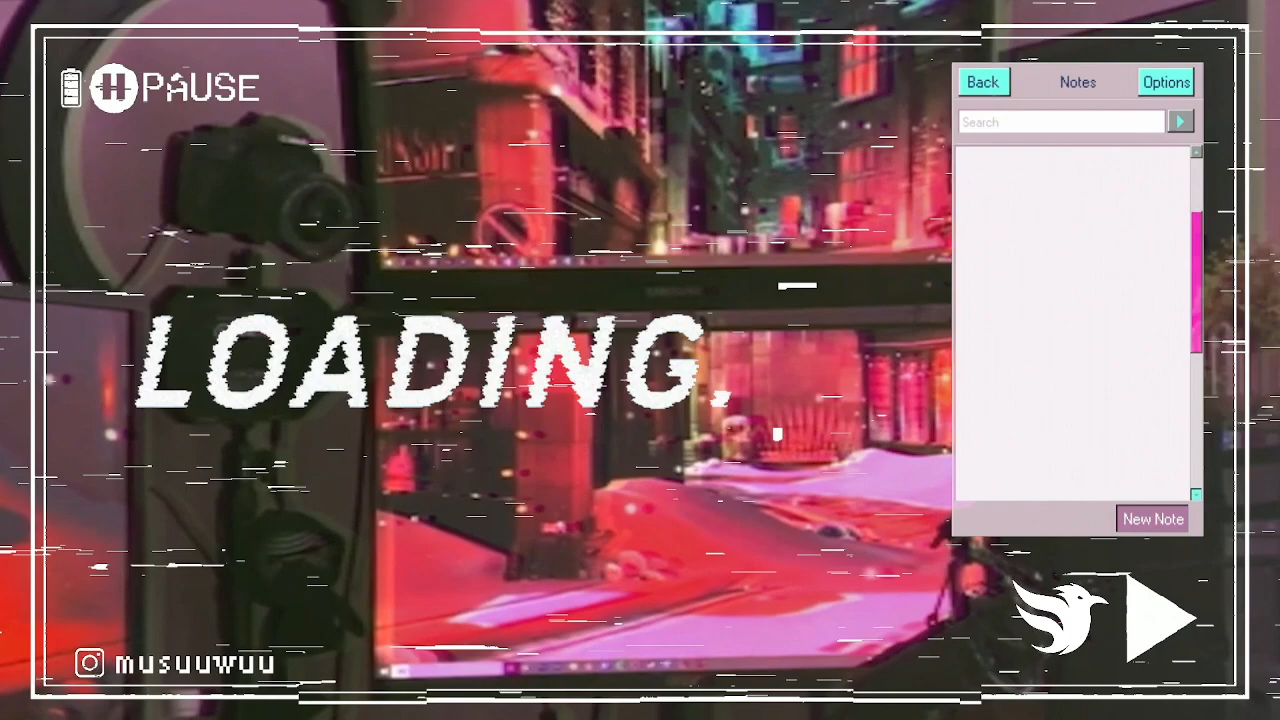 PAUSE
Back Notes Options
Search
LOADING.
New Note
musuuwuu